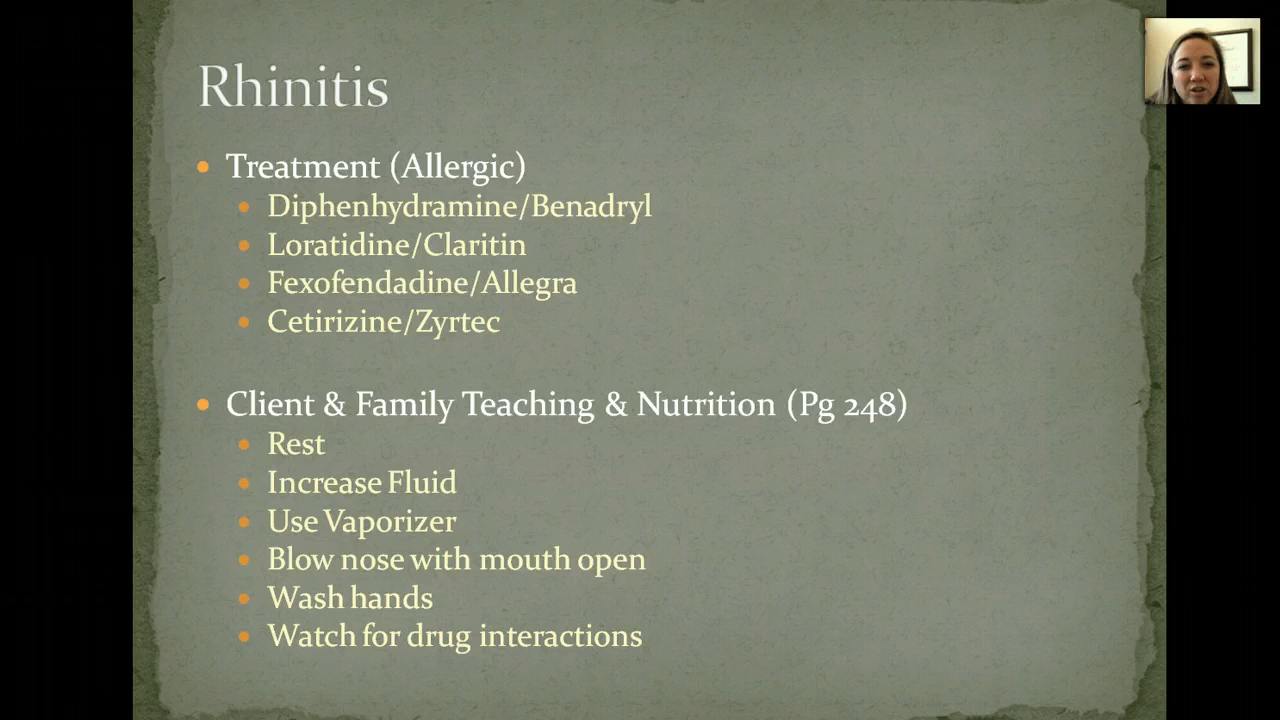 Rhinitis
Treatment (Allergic)
Diphenhydramine/Benadryl
Loratidine/Claritin
Fexofendadine/Allegra
Cetirizine/Zyrtec
Client & Family Teaching & Nutrition (Pg 248)
Rest
Increase Fluid
Use Vaporizer
Blow nose with mouth open
Wash hands
Watch for drug interactions